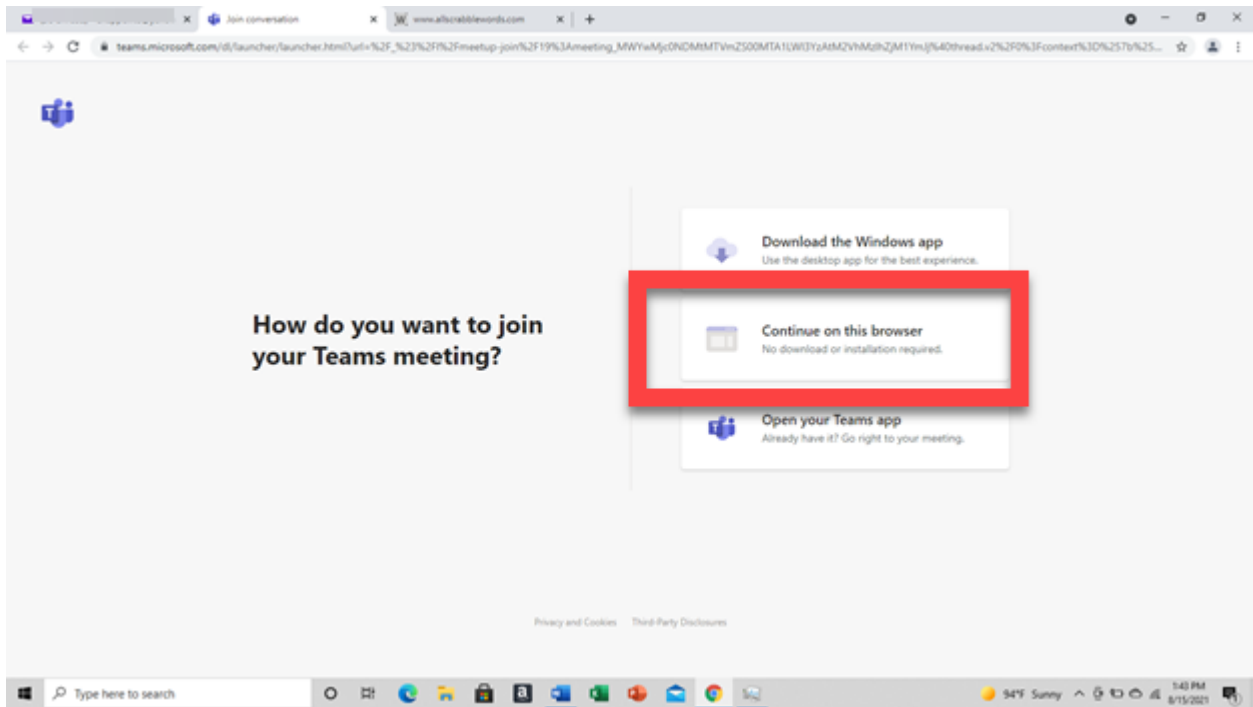 Join conversation
www.allscrabblewords.com
How do you want to join
your Teams meeting?
Download the Windows app
Use the desktop app for the best experience.
Continue on this browser
No download or installation required.
Open your Teams app
Already have it? Go right to your meeting.
Privacy and Cookies Third-Party Disclosures
Type here to search
94°F Sunny
1:43 PM
8/15/2021